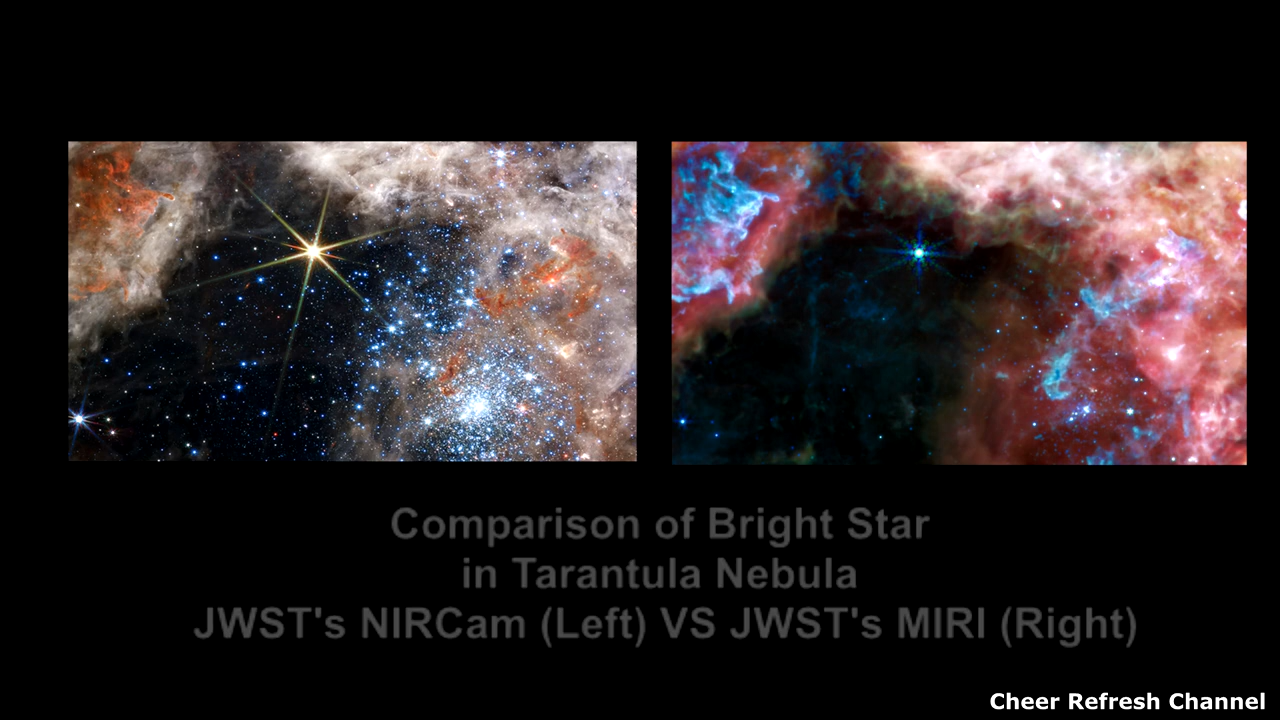 Comparison of Bright Star
in Tarantula Nebula
JWST's NIRCam (Left) VS JWST's MIRI (Right)
Cheer Refresh Channel